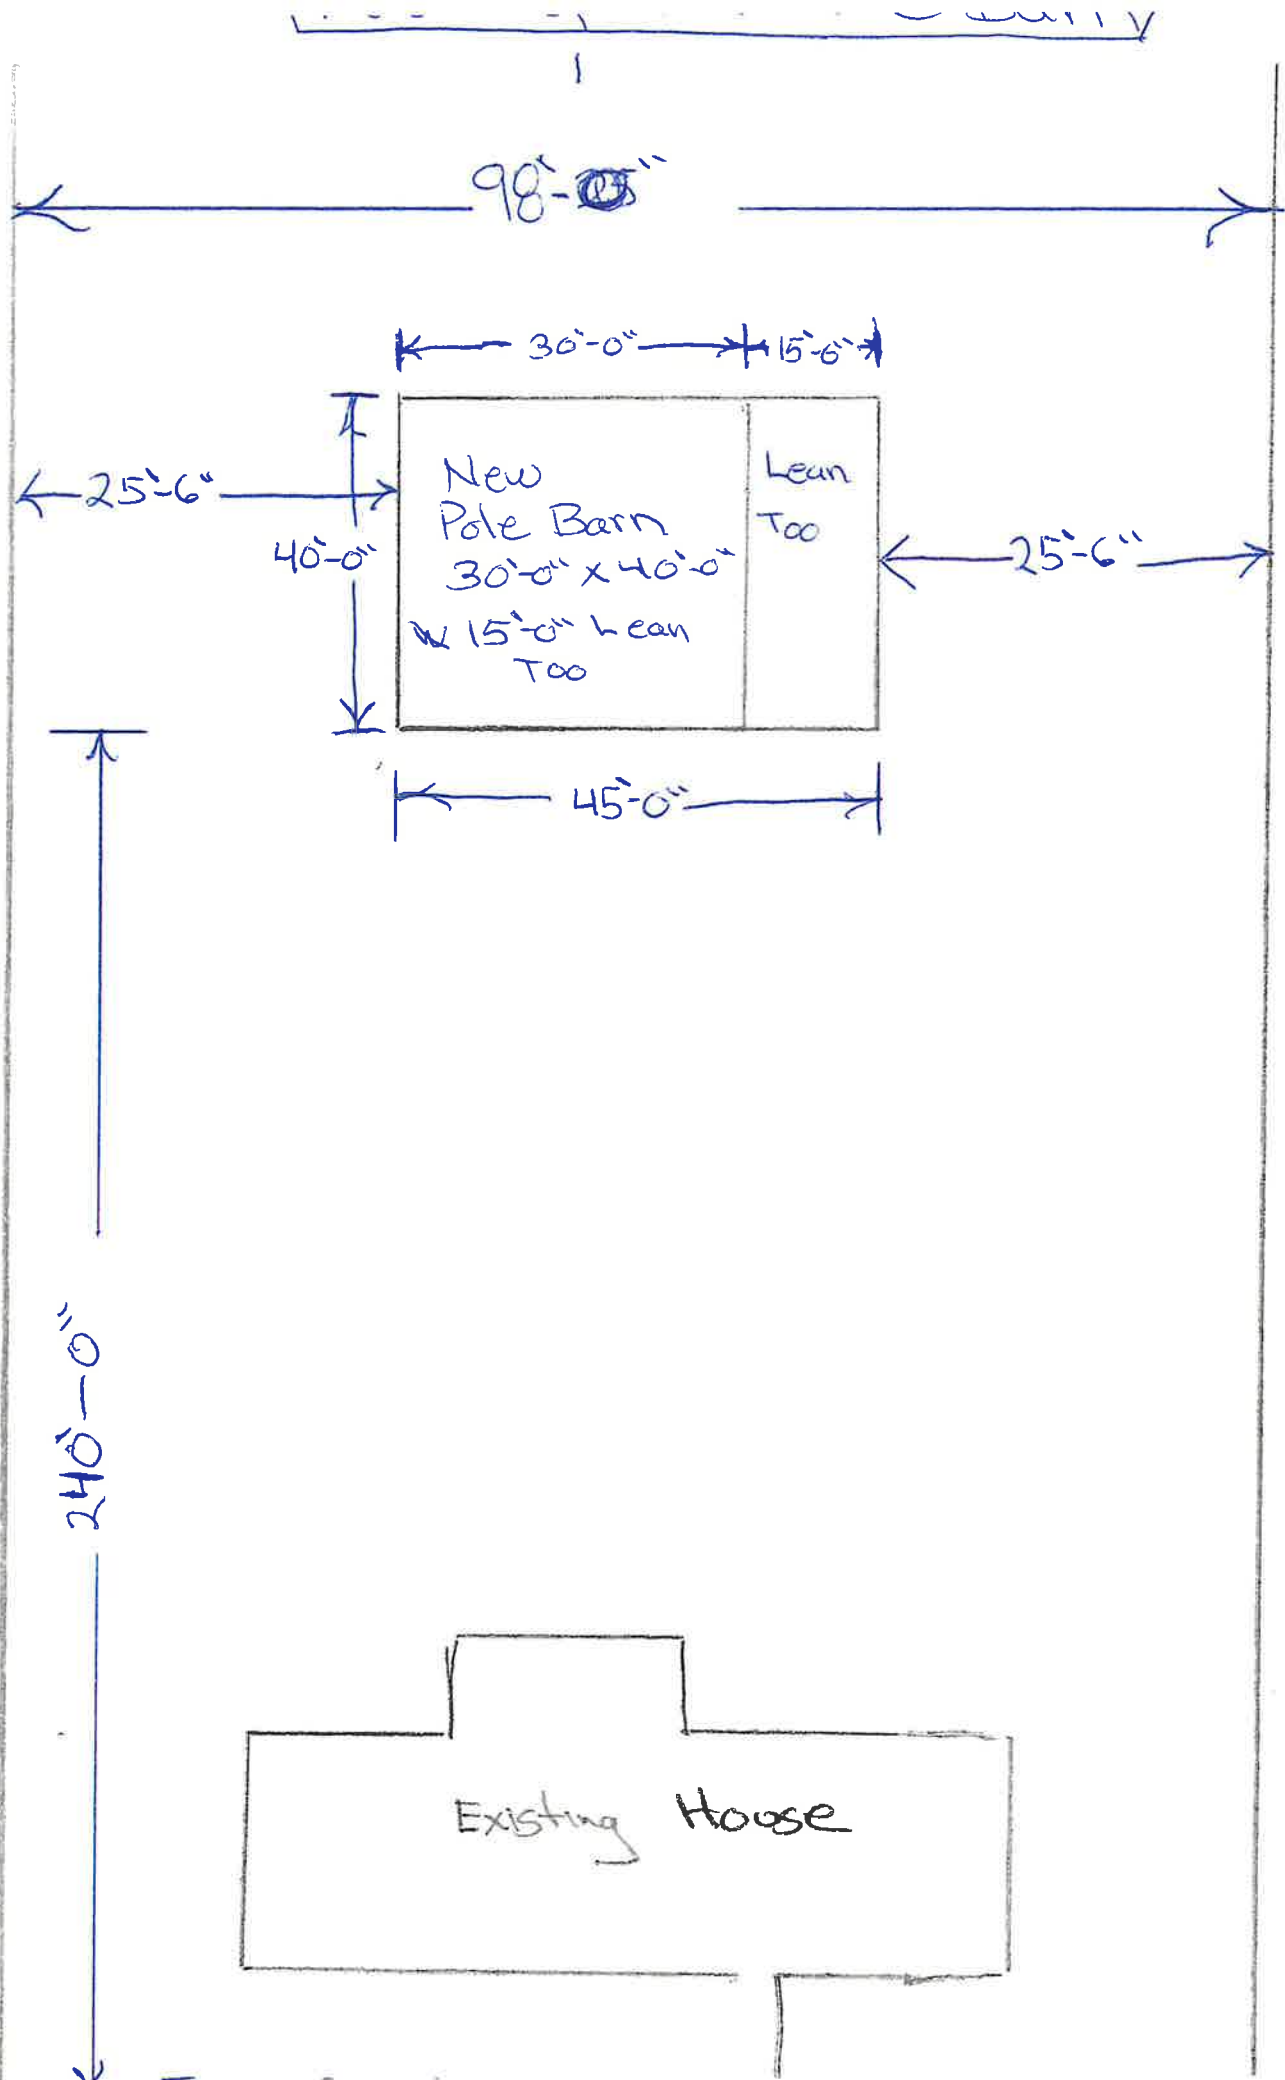 98'-
30'-0" 15'-0"
25'-6"
40'-0"
New
Pole Barn
30'-0" x 40'-0"
w 15'-0" Lean
Too
Lean
Too
25'-6"
45'-0"
240'-0"
Existing House